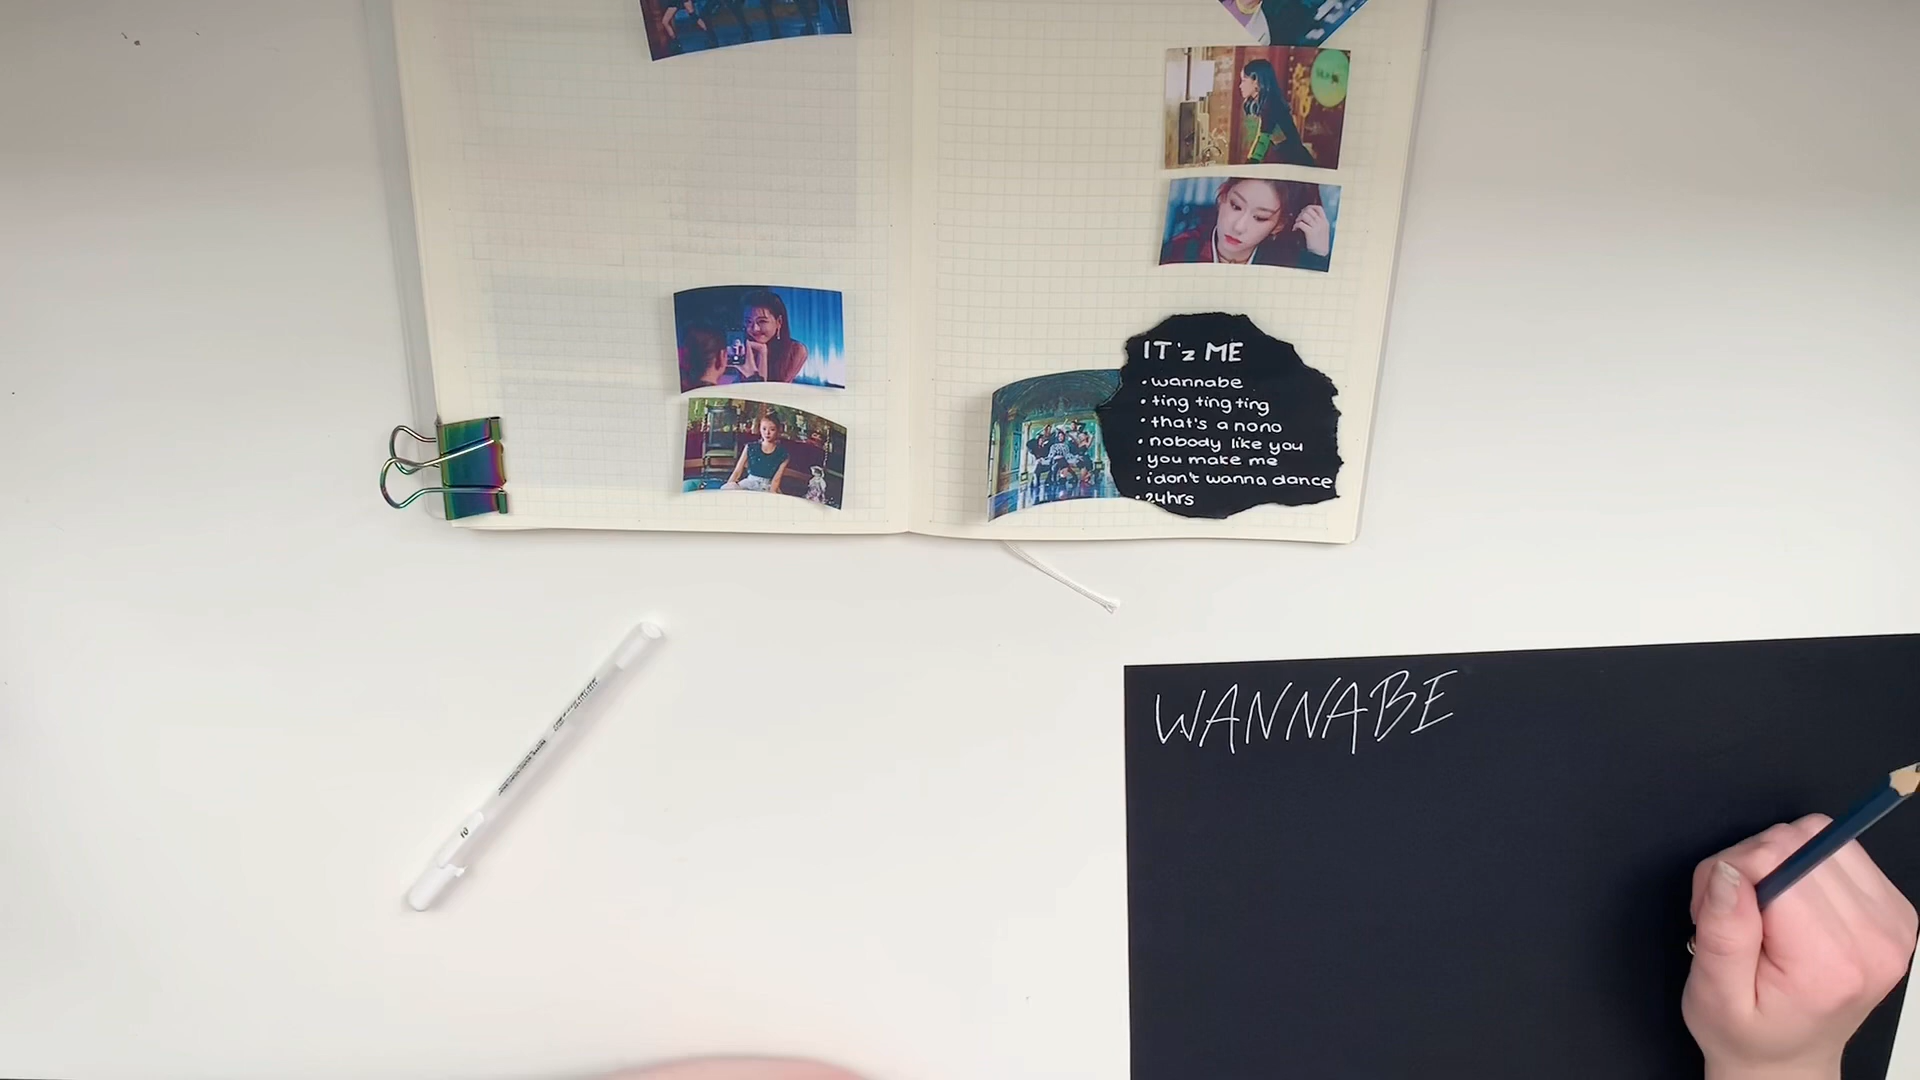 IT'z ME
• wannabe
• ting ting ting
• that's a nono
• nobody like you
• you make me
• i don't wanna dance
• 24hrs
WANNABE
10